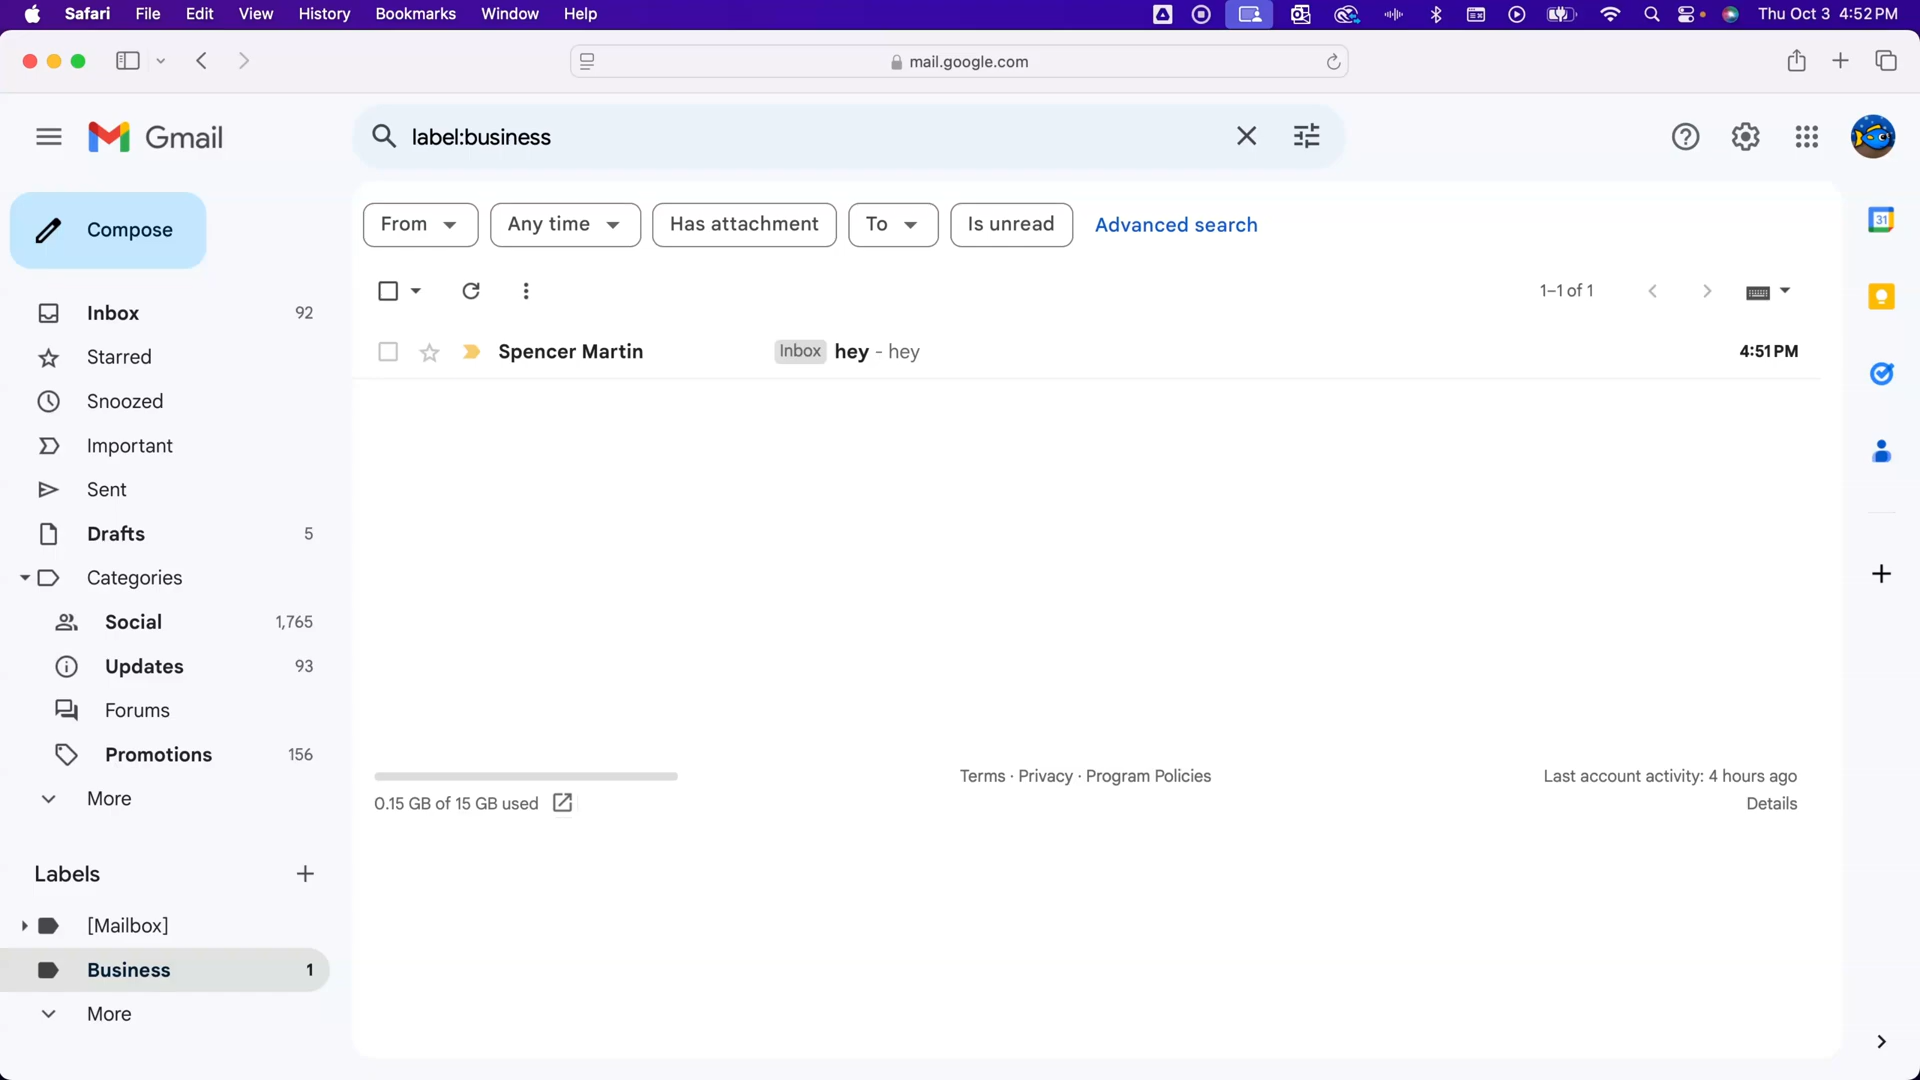 Safari File Edit View History Bookmarks Window Help Thu Oct 3 4:52 PM
mail.google.com
Gmail
label:business
Compose
From Any time Has attachment To Is unread Advanced search
31
1–1 of 1
Inbox 92
Starred
Snoozed
Important
Sent
Drafts 5
Categories
Social 1,765
Updates 93
Forums
Promotions 156
More
Labels
[Mailbox]
Business 1
More
Spencer Martin Inbox hey - hey 4:51 PM
0.15 GB of 15 GB used
Terms · Privacy · Program Policies
Last account activity: 4 hours ago
Details